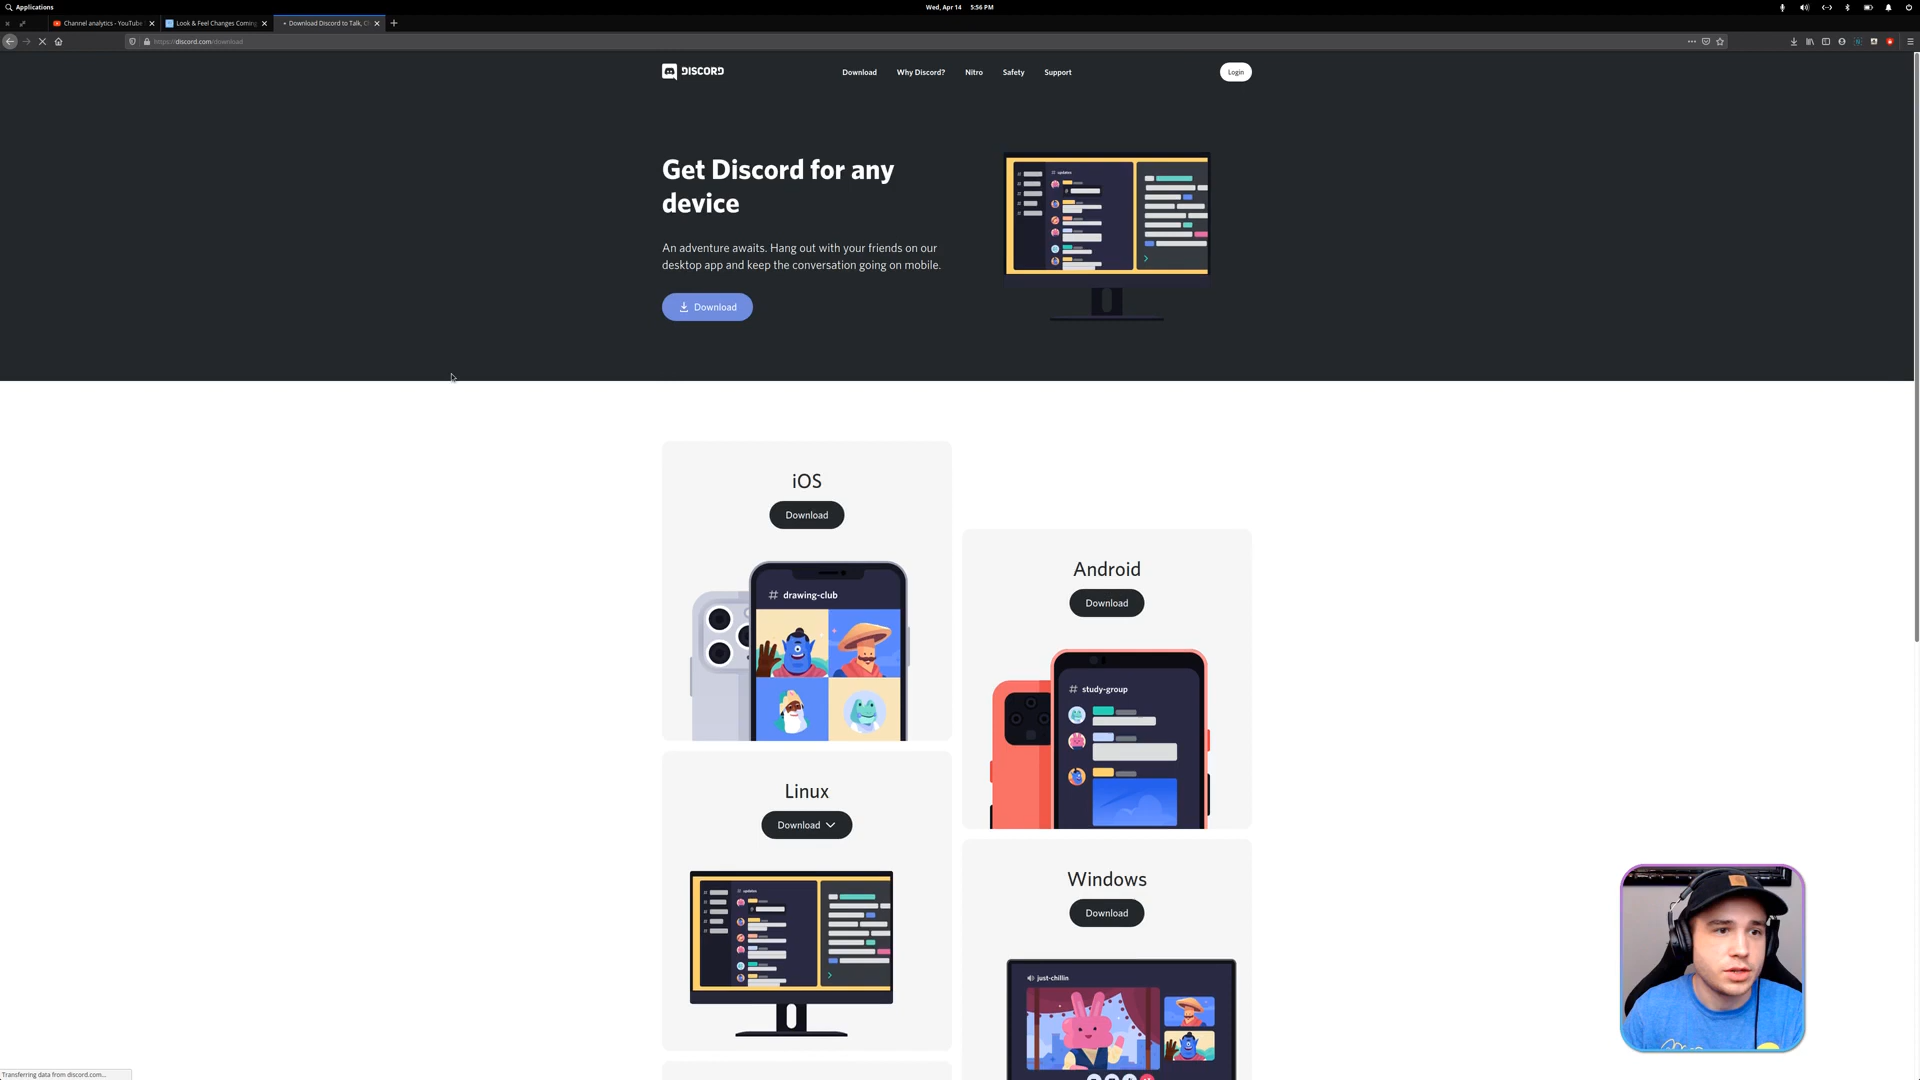 Applications
Wed, Apr 14 5:56 PM
Channel analytics - YouTube
Look & Feel Changes Coming
Download Discord to Talk, C
https://discord.com/download
DISCORD
Download
Why Discord?
Nitro
Safety
Support
Login
Get Discord for any
device
An adventure awaits. Hang out with your friends on our
desktop app and keep the conversation going on mobile.
Download
updates
iOS
Download
# drawing-club
Android
Download
# study-group
Linux
Download
updates
Windows
Download
just-chillin
Transferring data from discord.com...